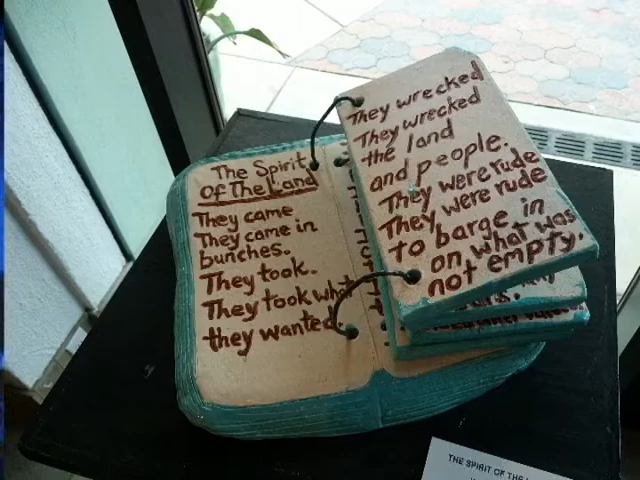 The Spirit
Of The Land
They came
They came in
bunches.
They took.
They took what
they wanted
They wrecked
They wrecked
the land
and people.
They were rude
They were rude
to barge in
on what was
not empty.
THE SPIRIT OF THE